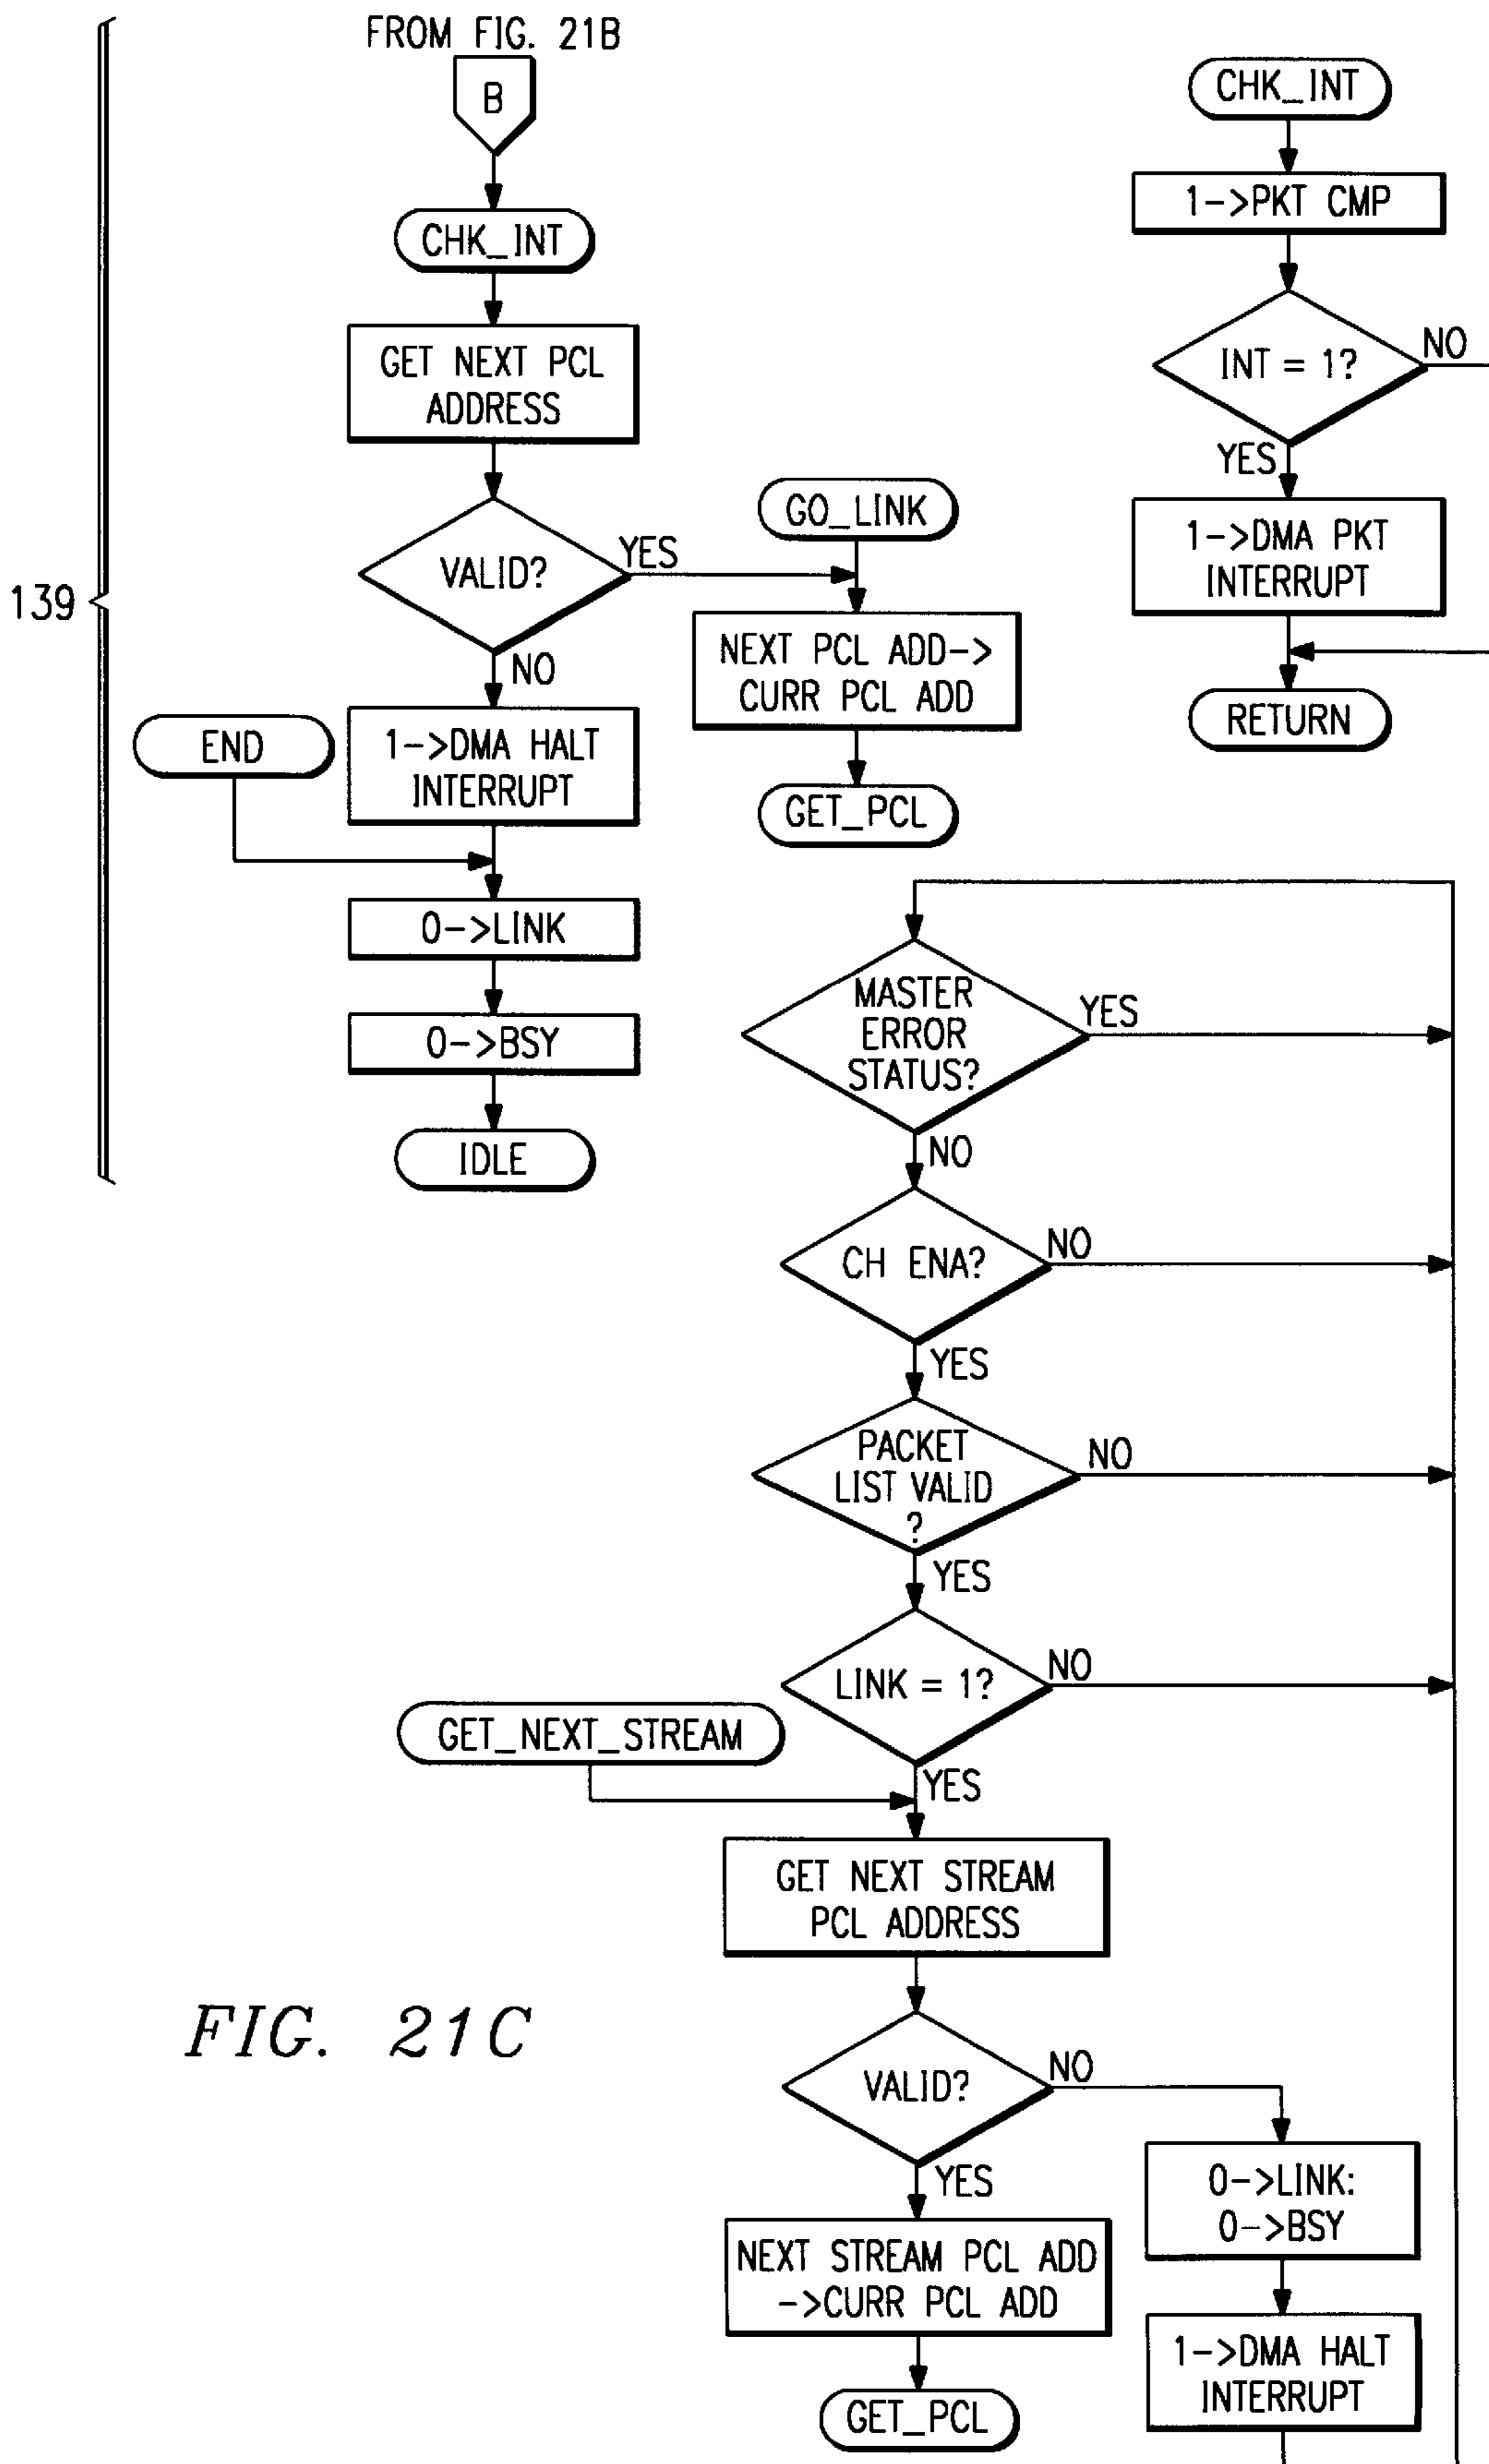 FROM FIG. 21B
B
CHK_INT
GET NEXT PCL
ADDRESS
VALID?
YES
NO
GO_LINK
NEXT PCL ADD->
CURR PCL ADD
GET_PCL
1->DMA HALT
INTERRUPT
END
0->LINK
0->BSY
IDLE
139
CHK_INT
1->PKT CMP
INT = 1?
NO
YES
1->DMA PKT
INTERRUPT
RETURN
MASTER
ERROR
STATUS?
YES
NO
CH ENA?
NO
YES
PACKET
LIST VALID
?
NO
YES
LINK = 1?
NO
YES
GET_NEXT_STREAM
GET NEXT STREAM
PCL ADDRESS
VALID?
NO
YES
0->LINK:
0->BSY
1->DMA HALT
INTERRUPT
NEXT STREAM PCL ADD
->CURR PCL ADD
GET_PCL
FIG. 21C